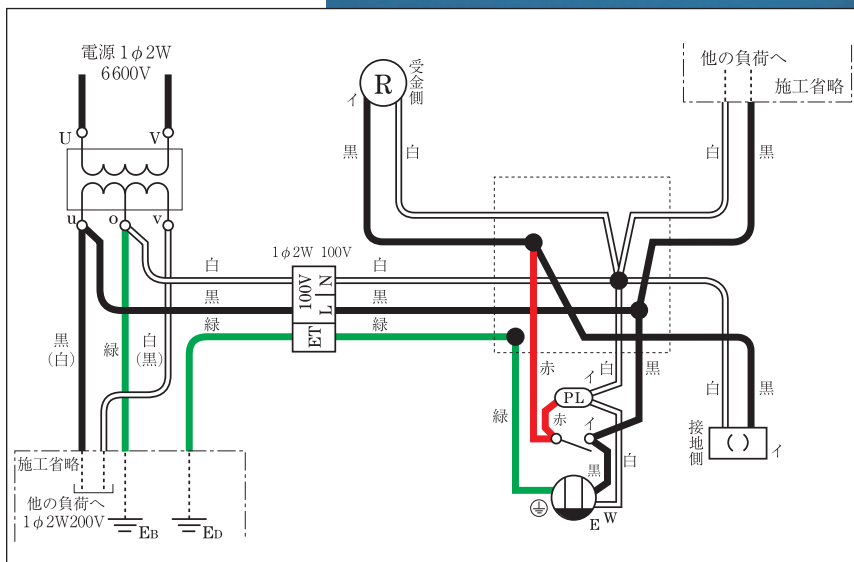 電源 1φ2W
6600V
U
V
u
o
v
R
受金側
イ
黒
白
他の負荷へ
施工省略
白
黒
1φ2W 100V
100V
N
L
ET
白
黒
緑
白
黒
緑
黒
(白)
緑
白
(黒)
赤
イ
白
黒
PL
赤
イ
緑
黒
白
E
W
白
黒
接地側
イ
施工省略
他の負荷へ
1φ2W200V
EB
ED